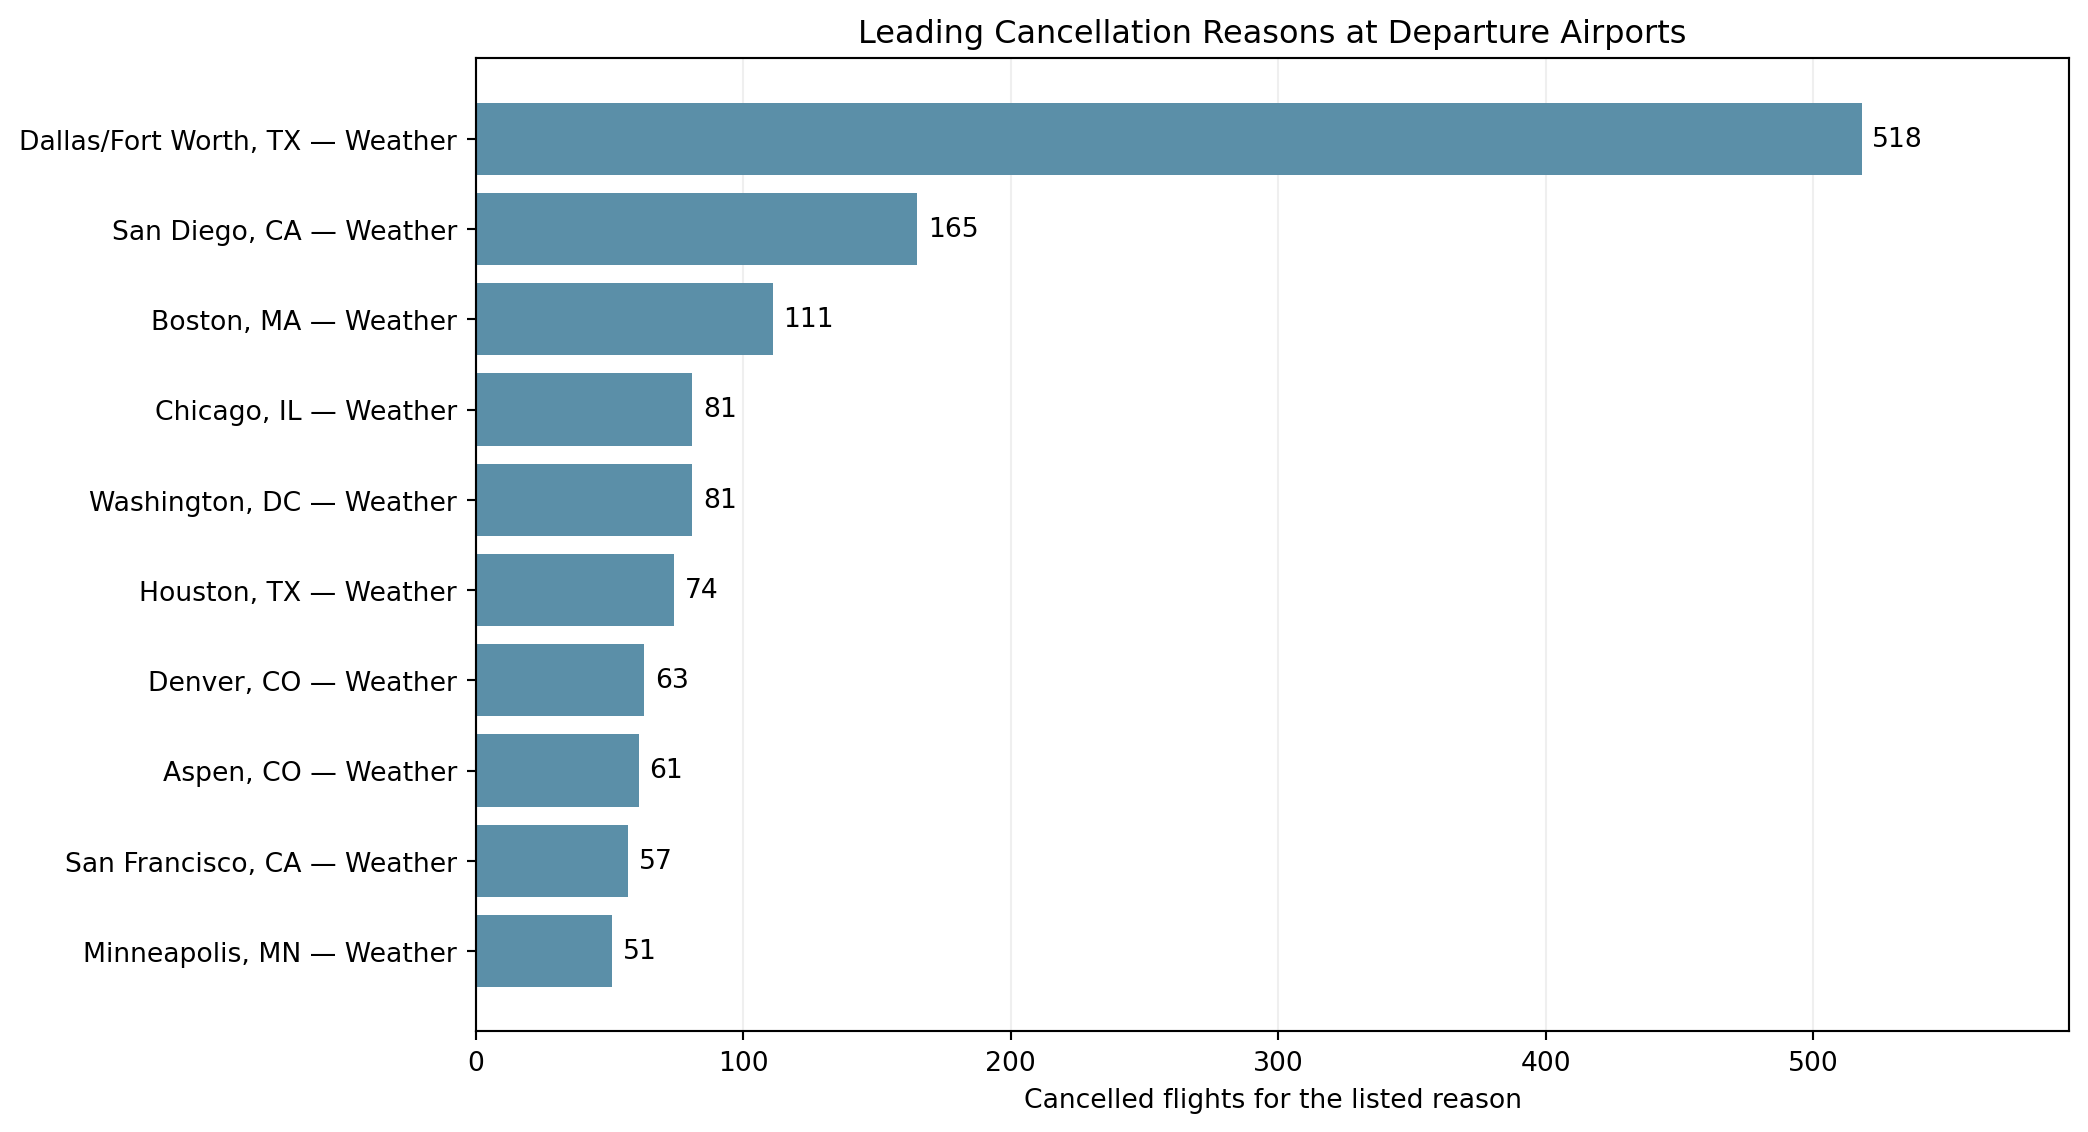 Leading Cancellation Reasons at Departure Airports
Dallas/Fort Worth, TX — Weather 518
San Diego, CA — Weather 165
Boston, MA — Weather 111
Chicago, IL — Weather 81
Washington, DC — Weather 81
Houston, TX — Weather 74
Denver, CO — Weather 63
Aspen, CO — Weather 61
San Francisco, CA — Weather 57
Minneapolis, MN — Weather 51
0 100 200 300 400 500
Cancelled flights for the listed reason